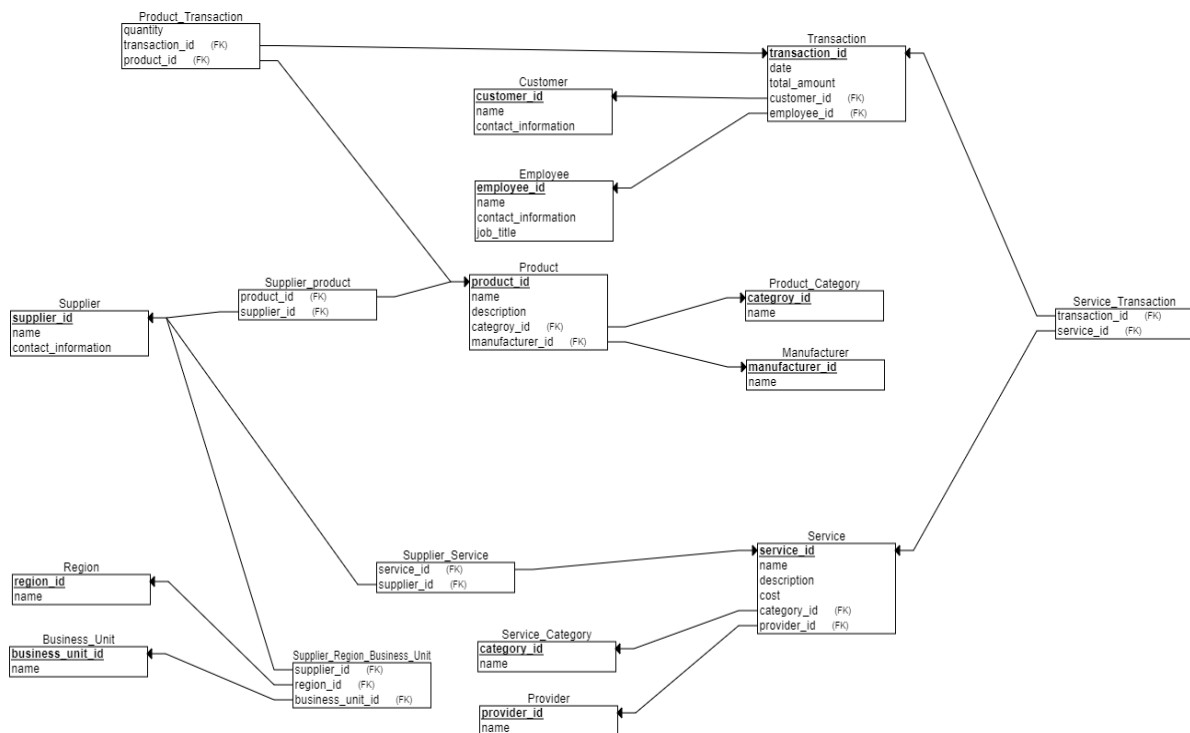 Product_Transaction
quantity
transaction_id (FK)
product_id (FK)
Transaction
transaction_id
date
total_amount
customer_id (FK)
employee_id (FK)
Customer
customer_id
name
contact_information
Employee
employee_id
name
contact_information
job_title
Product
product_id
name
description
categroy_id (FK)
manufacturer_id (FK)
Supplier_product
product_id (FK)
supplier_id (FK)
Supplier
supplier_id
name
contact_information
Product_Category
categroy_id
name
Manufacturer
manufacturer_id
name
Service_Transaction
transaction_id (FK)
service_id (FK)
Service
service_id
name
description
cost
category_id (FK)
provider_id (FK)
Supplier_Service
service_id (FK)
supplier_id (FK)
Region
region_id
name
Business_Unit
business_unit_id
name
Supplier_Region_Business_Unit
supplier_id (FK)
region_id (FK)
business_unit_id (FK)
Service_Category
category_id
name
Provider
provider_id
name